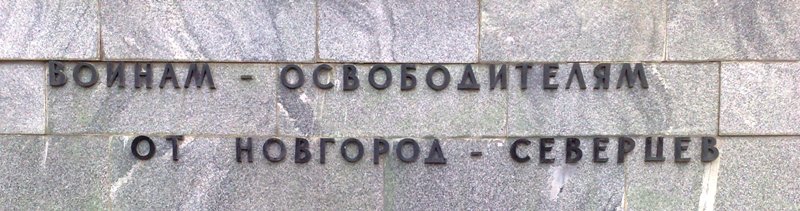 ВОИНАМ - ОСВОБОДИТЕЛЯМ
ОТ НОВГОРОД - СЕВЕРЦЕВ